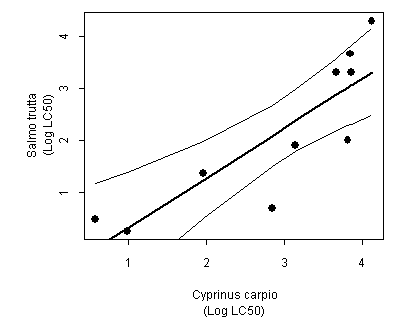 Salmo trutta
(Log LC50)
4
3
2
1
1 2 3 4
Cyprinus carpio
(Log LC50)